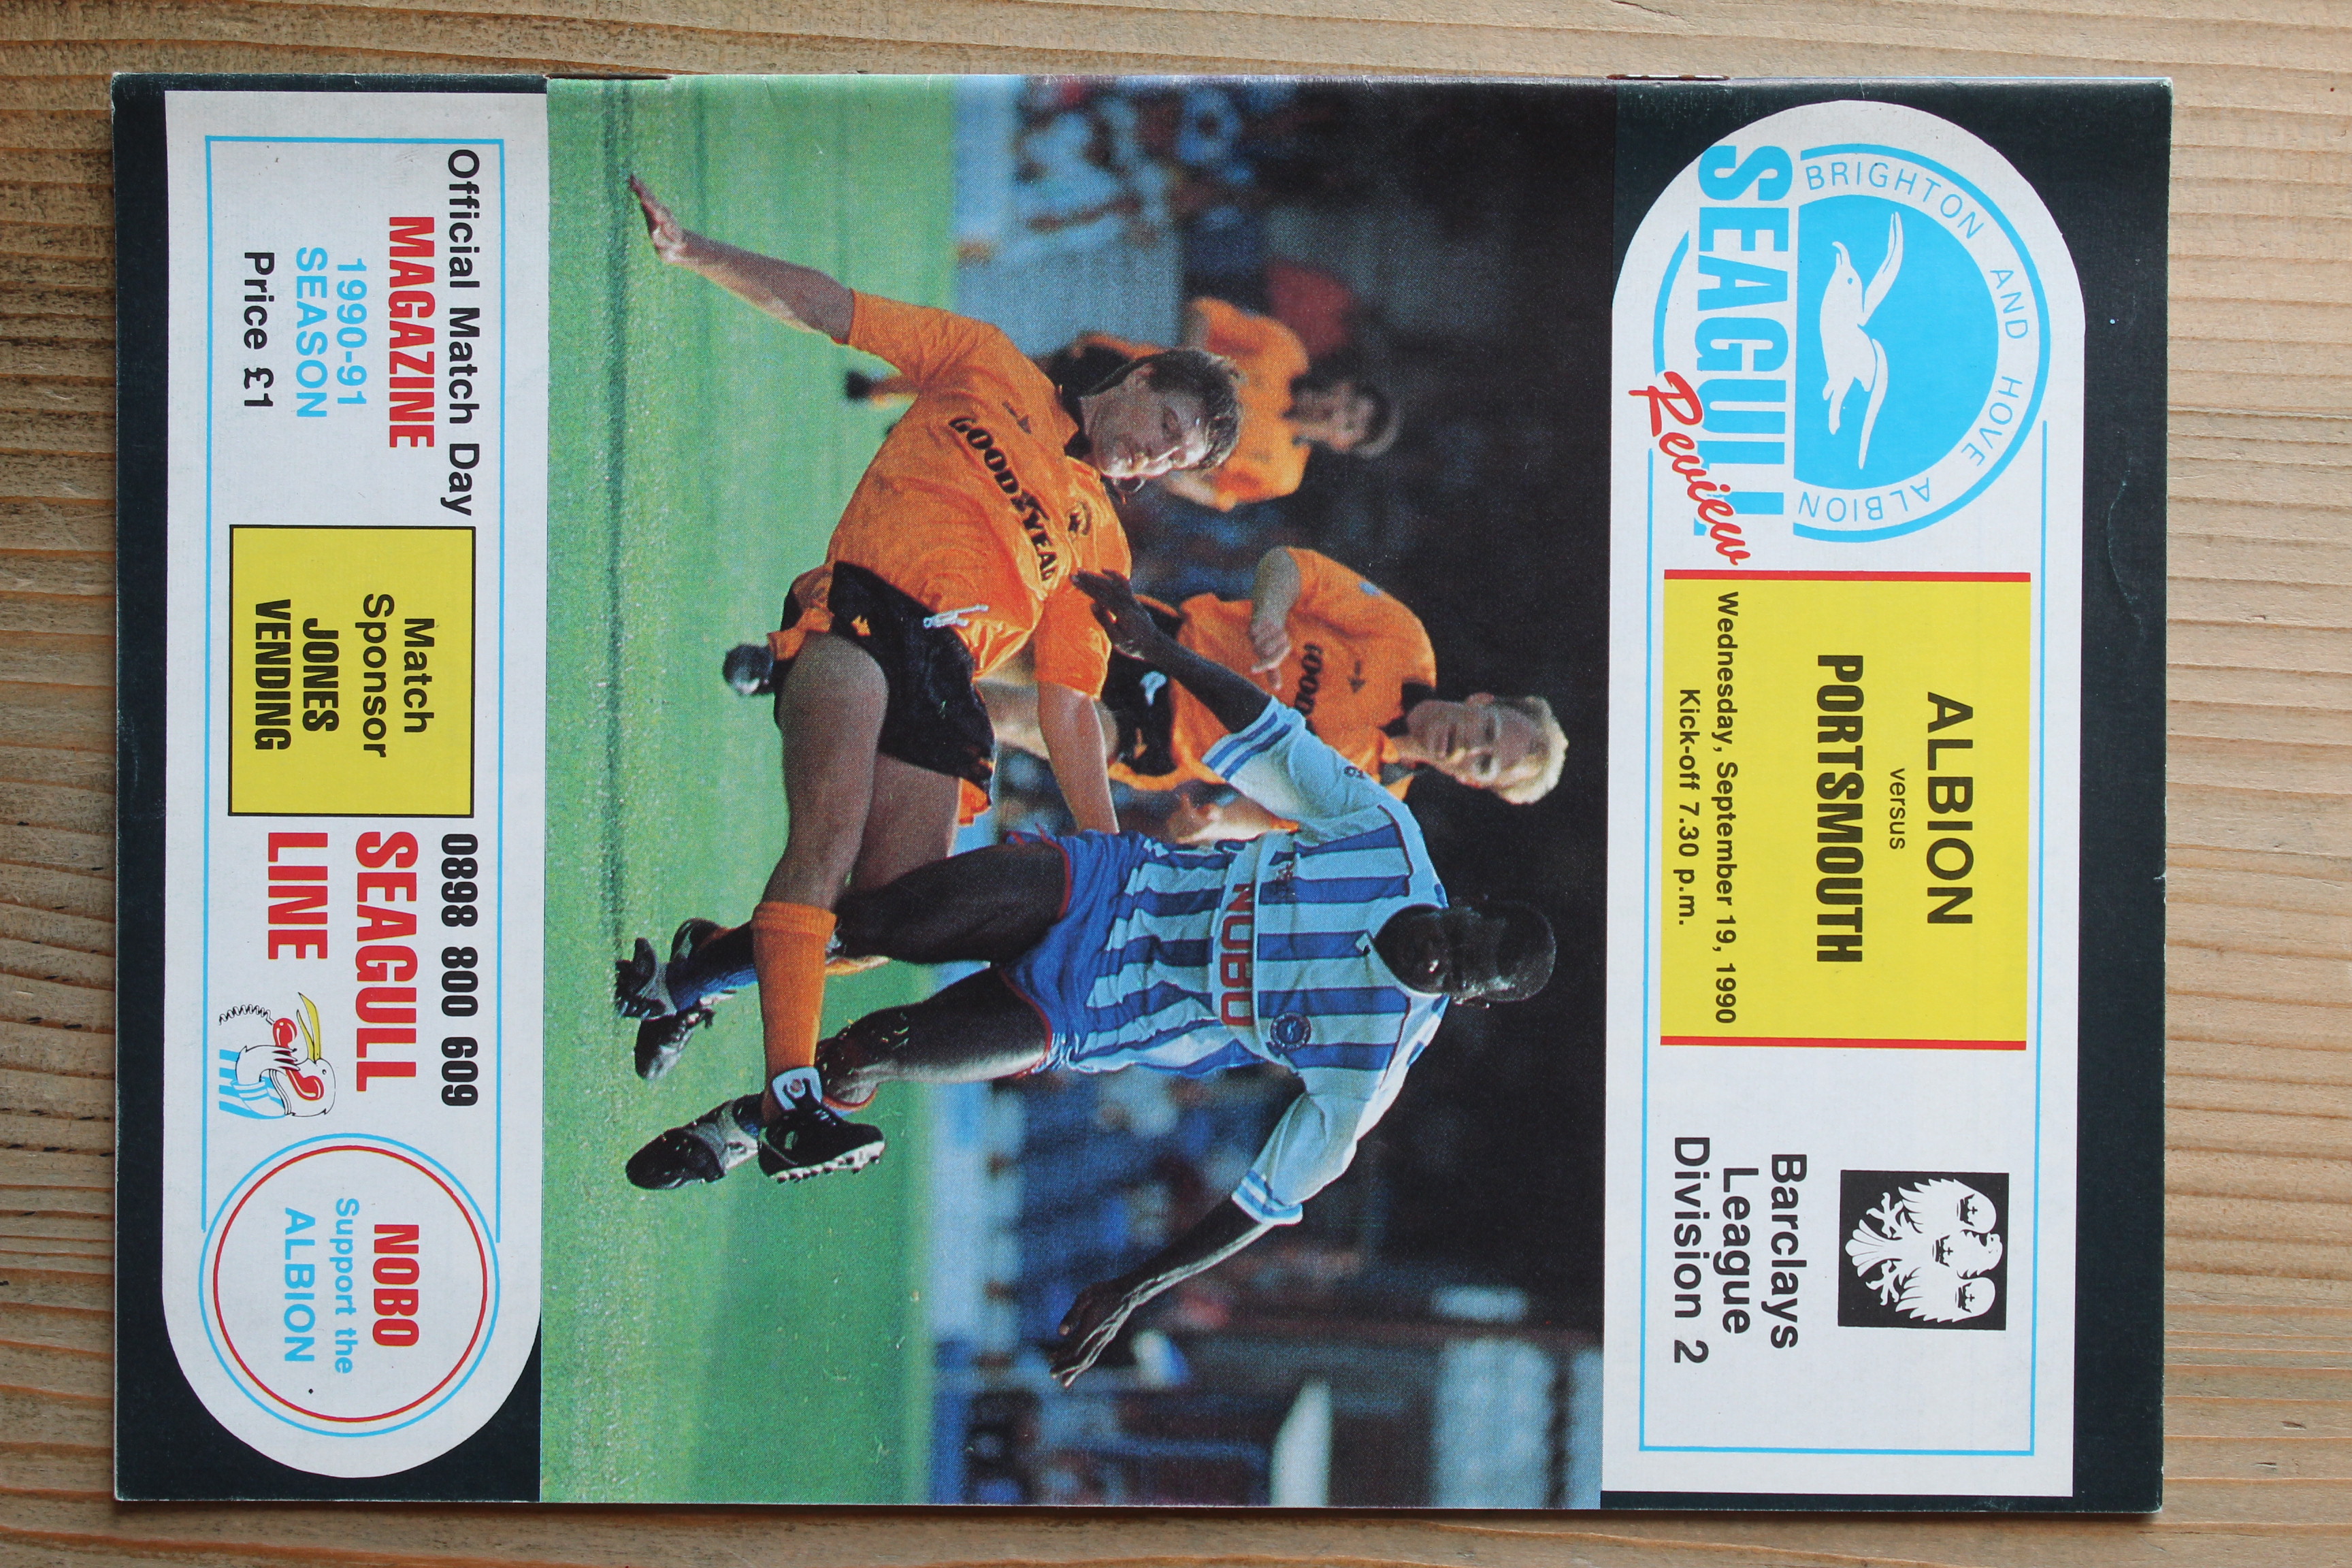 BRIGHTON AND HOVE ALBION
SEAGULL
Review
ALBION
versus
PORTSMOUTH
Wednesday, September 19, 1990
Kick-off 7.30 p.m.
Barclays
League
Division 2
GOODYEAR
GOOD
NOBO
Official Match Day
MAGAZINE
1990-91
SEASON
Price £1
Match
Sponsor
JONES
VENDING
0898 800 609
SEAGULL
LINE
NOBO
Support the
ALBION